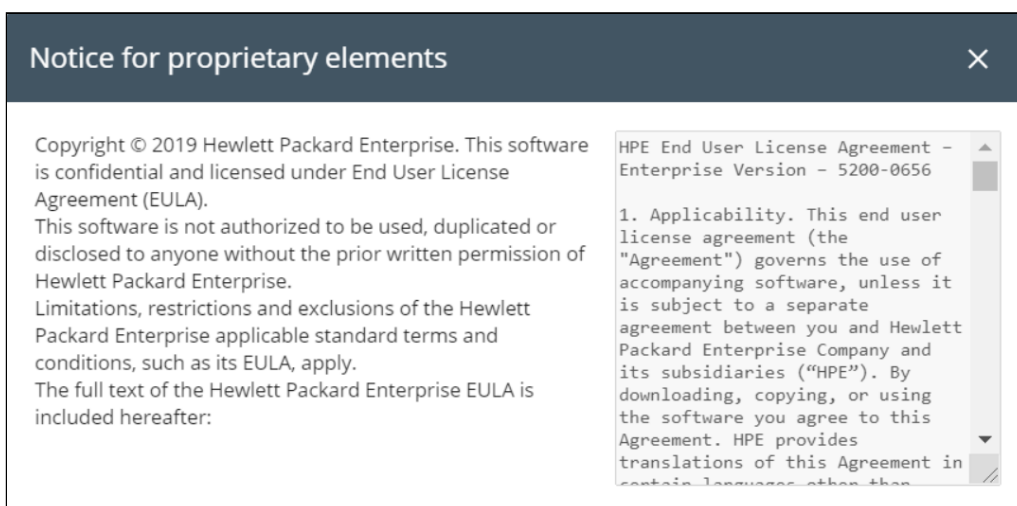 Notice for proprietary elements
Copyright © 2019 Hewlett Packard Enterprise. This software
is confidential and licensed under End User License
Agreement (EULA).
This software is not authorized to be used, duplicated or
disclosed to anyone without the prior written permission of
Hewlett Packard Enterprise.
Limitations, restrictions and exclusions of the Hewlett
Packard Enterprise applicable standard terms and
conditions, such as its EULA, apply.
The full text of the Hewlett Packard Enterprise EULA is
included hereafter:
HPE End User License Agreement –
Enterprise Version – 5200-0656
1. Applicability. This end user
license agreement (the
"Agreement") governs the use of
accompanying software, unless it
is subject to a separate
agreement between you and Hewlett
Packard Enterprise Company and
its subsidiaries (“HPE”). By
downloading, copying, or using
the software you agree to this
Agreement. HPE provides
translations of this Agreement in
certain languages other than